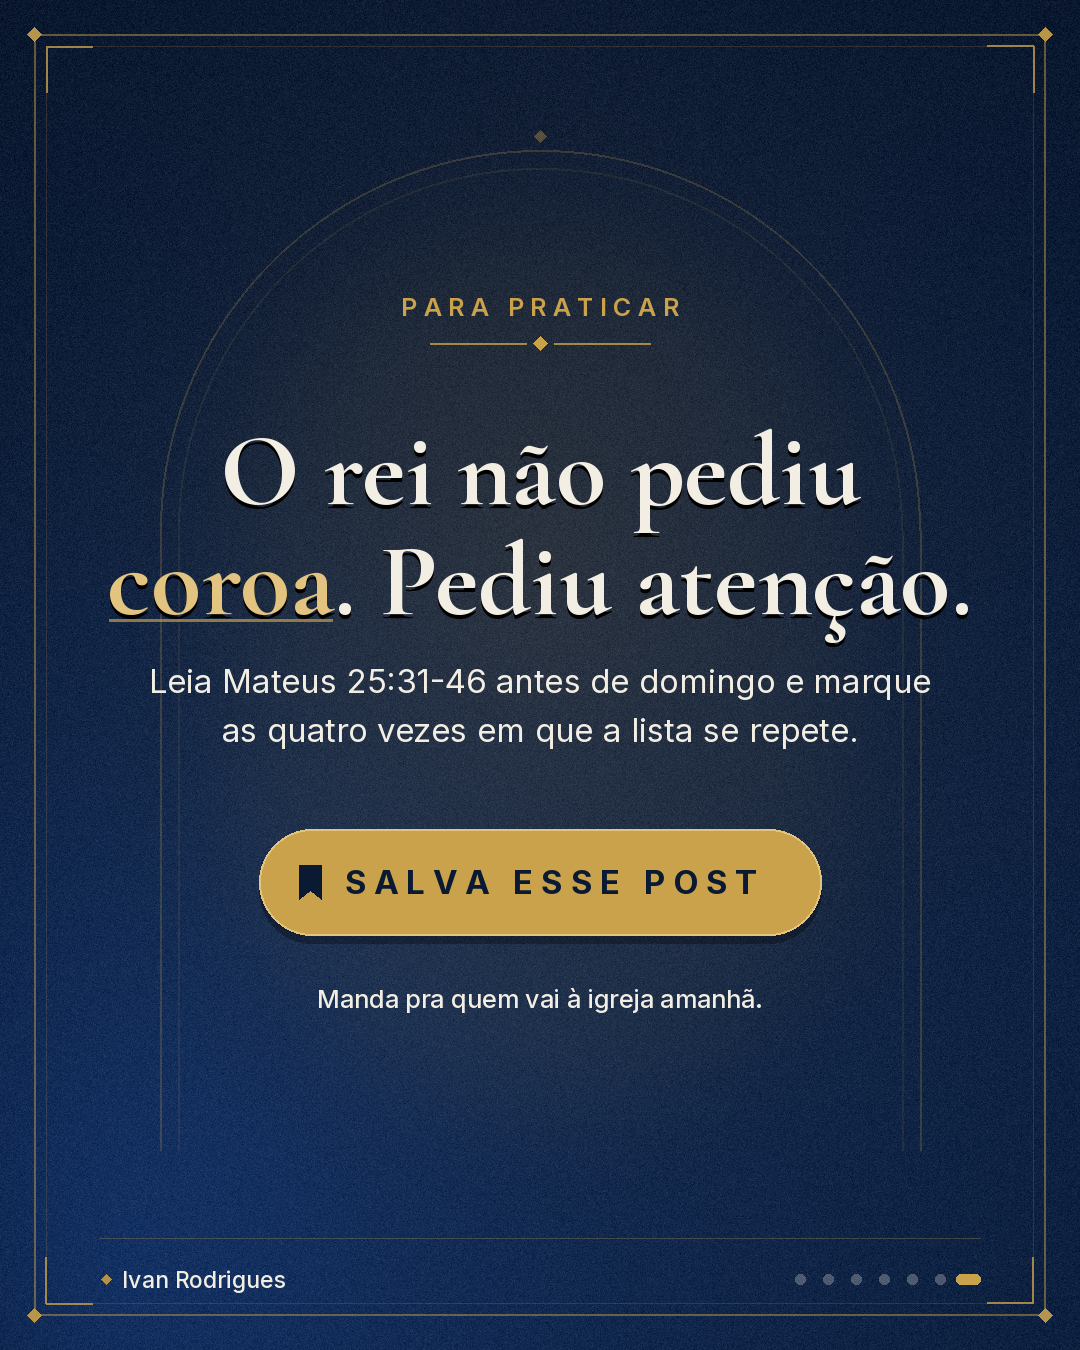 PARA PRATICAR
O rei não pediu
coroa. Pediu atenção.
Leia Mateus 25:31-46 antes de domingo e marque
as quatro vezes em que a lista se repete.
SALVA ESSE POST
Manda pra quem vai à igreja amanhã.
Ivan Rodrigues